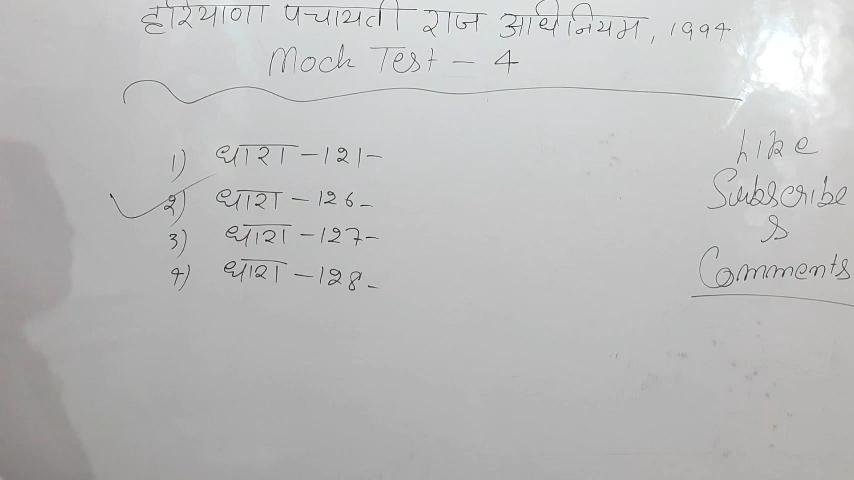 हरियाणा पंचायती राज अधिनियम, 1994
Mock Test - 4
1) धारा - 121 -
2) धारा - 126 -
3) धारा - 127 -
4) धारा - 128 -
Like
Subscribe
&
Comments